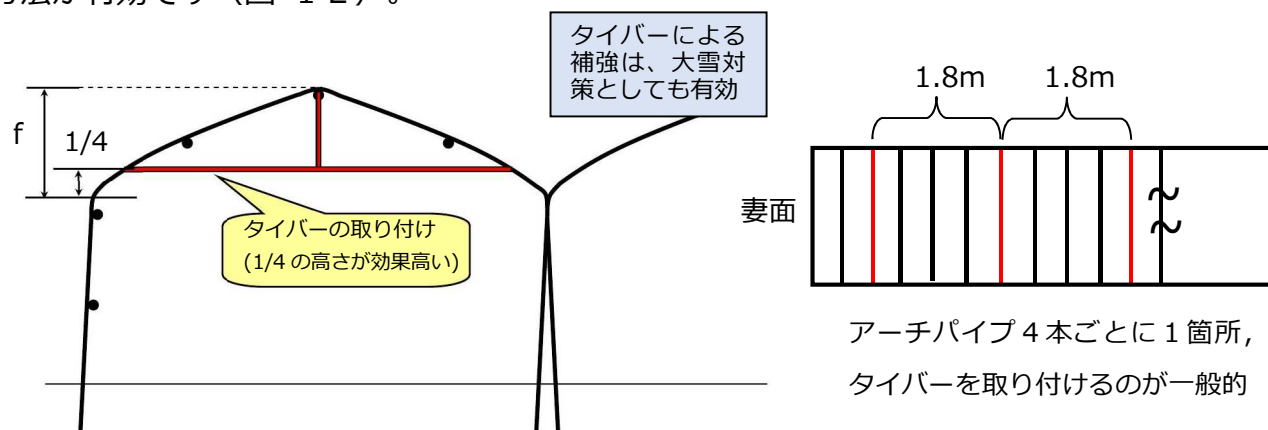 方法が有効です（図 1-2）。
タイバーによる
補強は、大雪対
策としても有効
f
1/4
タイバーの取り付け
(1/4 の高さが効果高い)
1.8m 1.8m
妻面
アーチパイプ 4 本ごとに 1 箇所,
タイバーを取り付けるのが一般的